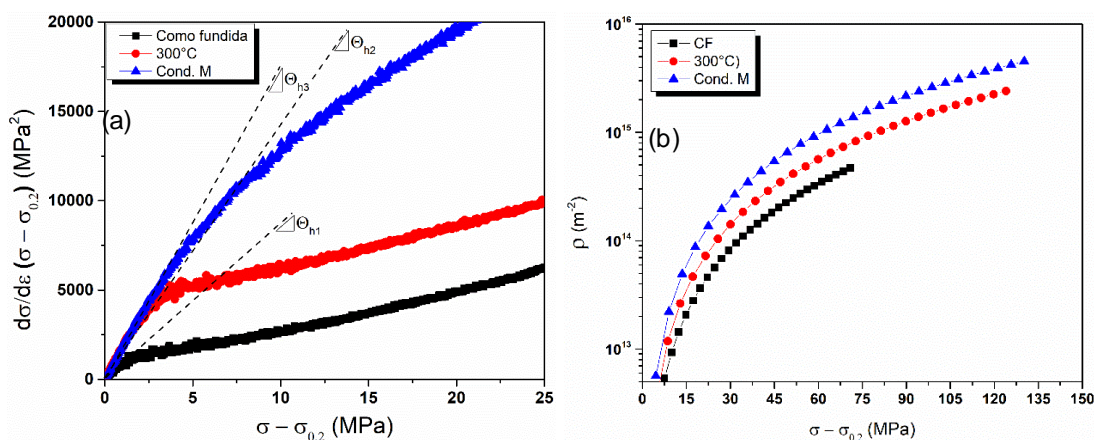 20000
15000
10000
5000
0
dσ/dε (σ − σ0.2) (MPa²)
Como fundida
300°C
Cond. M
(a)
Θh2
Θh3
Θh1
0 5 10 15 20 25
σ − σ0.2 (MPa)
10¹⁶
10¹⁵
10¹⁴
10¹³
ρ (m⁻²)
CF
300°C)
Cond. M
(b)
0 15 30 45 60 75 90 105 120 135 150
σ − σ0.2 (MPa)